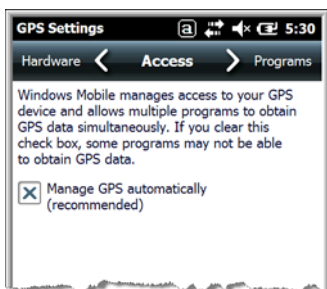 GPS Settings a 5:30
Hardware Access Programs
Windows Mobile manages access to your GPS
device and allows multiple programs to obtain
GPS data simultaneously. If you clear this
check box, some programs may not be able
to obtain GPS data.
Manage GPS automatically
(recommended)